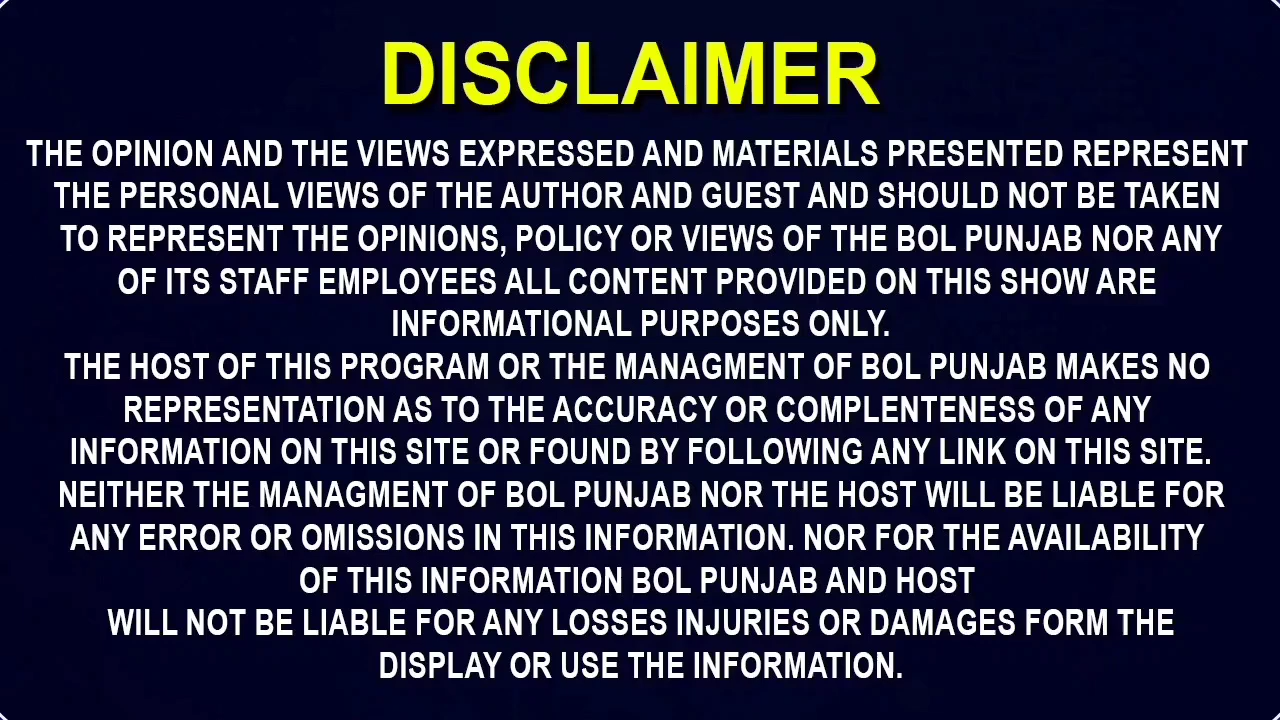 DISCLAIMER
THE OPINION AND THE VIEWS EXPRESSED AND MATERIALS PRESENTED REPRESENT
THE PERSONAL VIEWS OF THE AUTHOR AND GUEST AND SHOULD NOT BE TAKEN
TO REPRESENT THE OPINIONS, POLICY OR VIEWS OF THE BOL PUNJAB NOR ANY
OF ITS STAFF EMPLOYEES ALL CONTENT PROVIDED ON THIS SHOW ARE
INFORMATIONAL PURPOSES ONLY.
THE HOST OF THIS PROGRAM OR THE MANAGMENT OF BOL PUNJAB MAKES NO
REPRESENTATION AS TO THE ACCURACY OR COMPLENTENESS OF ANY
INFORMATION ON THIS SITE OR FOUND BY FOLLOWING ANY LINK ON THIS SITE.
NEITHER THE MANAGMENT OF BOL PUNJAB NOR THE HOST WILL BE LIABLE FOR
ANY ERROR OR OMISSIONS IN THIS INFORMATION. NOR FOR THE AVAILABILITY
OF THIS INFORMATION BOL PUNJAB AND HOST
WILL NOT BE LIABLE FOR ANY LOSSES INJURIES OR DAMAGES FORM THE
DISPLAY OR USE THE INFORMATION.